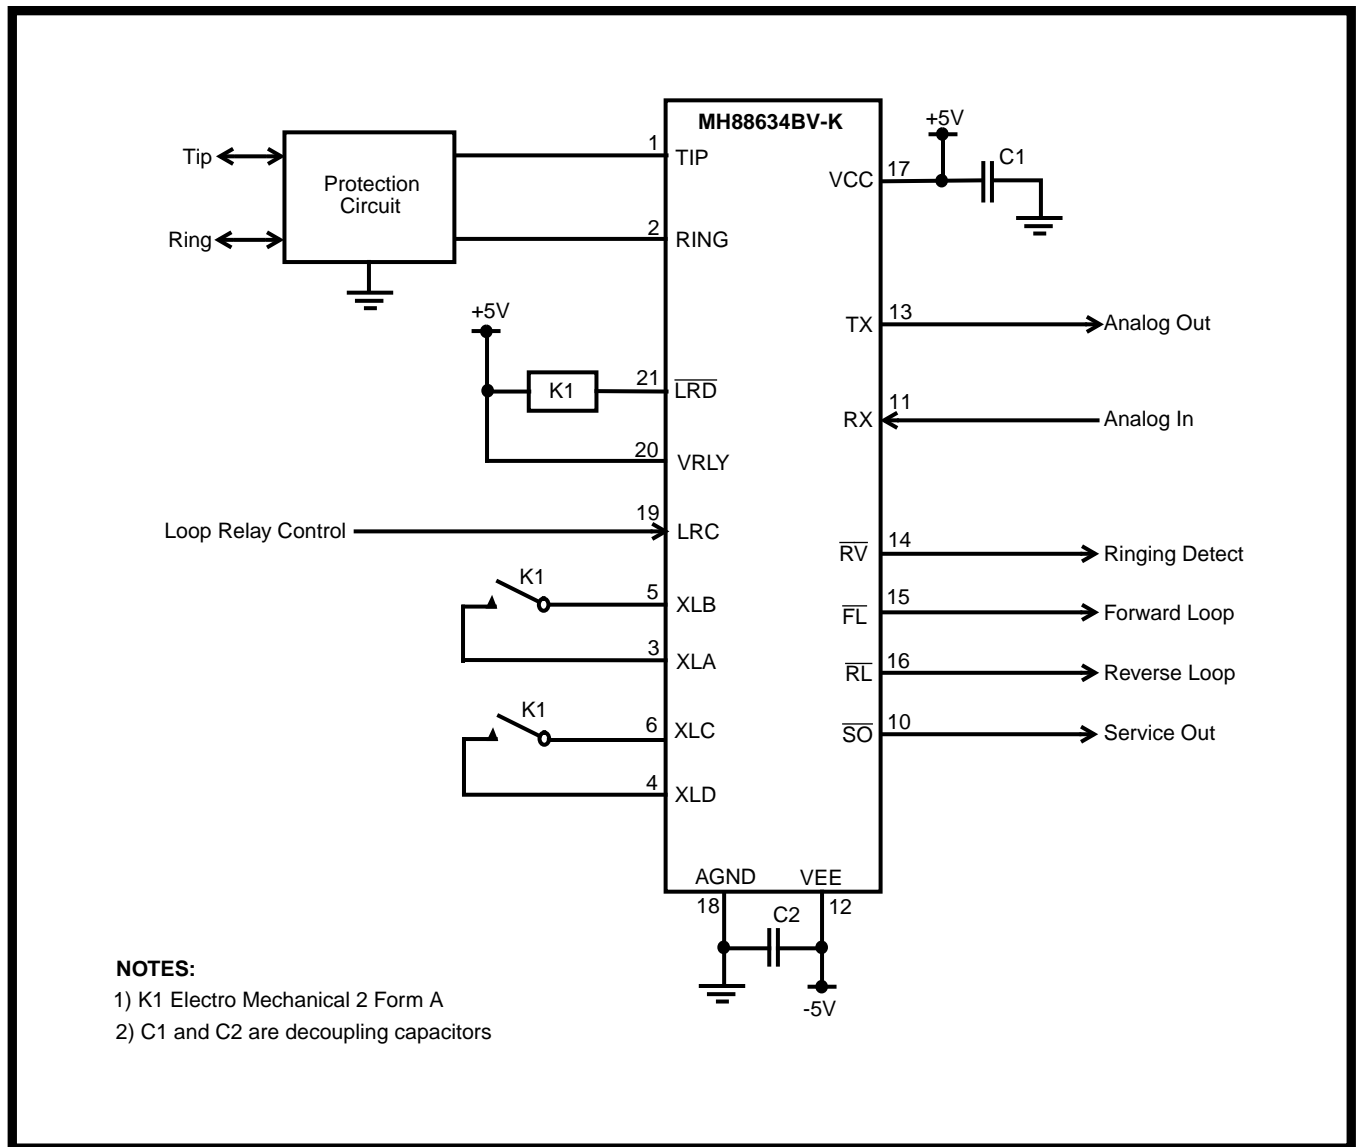 MH88634BV-K
Tip
Ring
Protection
Circuit
1
TIP
2
RING
+5V
K1
21
LRD
20
VRLY
Loop Relay Control
19
LRC
K1
5
XLB
3
XLA
K1
6
XLC
4
XLD
+5V
C1
VCC
17
TX
13
Analog Out
RX
11
Analog In
RV
14
Ringing Detect
FL
15
Forward Loop
RL
16
Reverse Loop
SO
10
Service Out
AGND
VEE
18
12
C2
-5V
NOTES:
1) K1 Electro Mechanical 2 Form A
2) C1 and C2 are decoupling capacitors